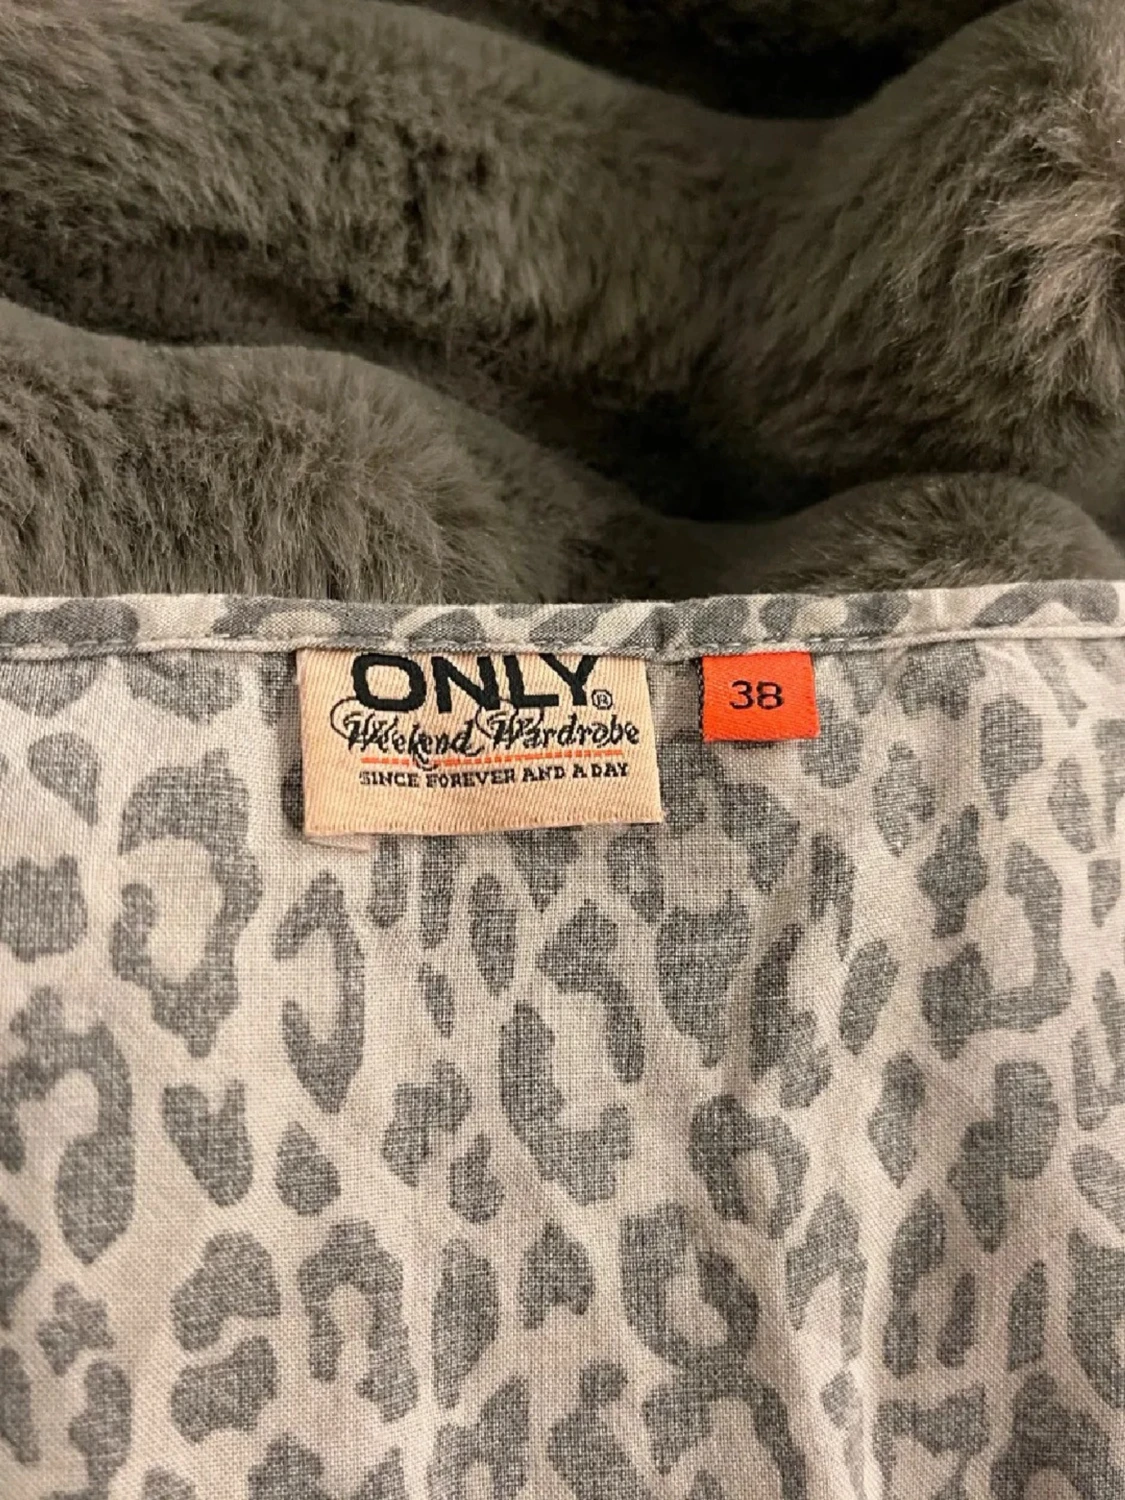 ONLY®
Weekend Wardrobe
SINCE FOREVER AND A DAY
38